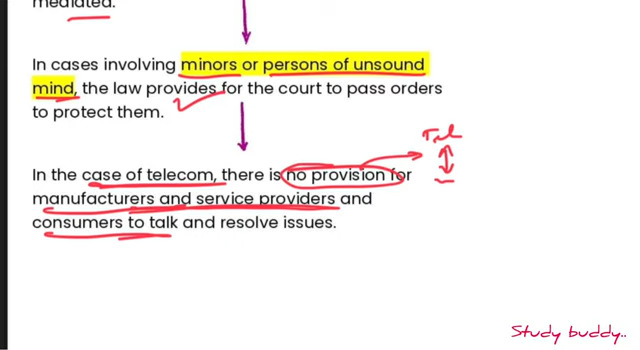 mediated.
In cases involving minors or persons of unsound
mind, the law provides for the court to pass orders
to protect them.
In the case of telecom, there is no provision for
manufacturers and service providers and
consumers to talk and resolve issues.
Study buddy..